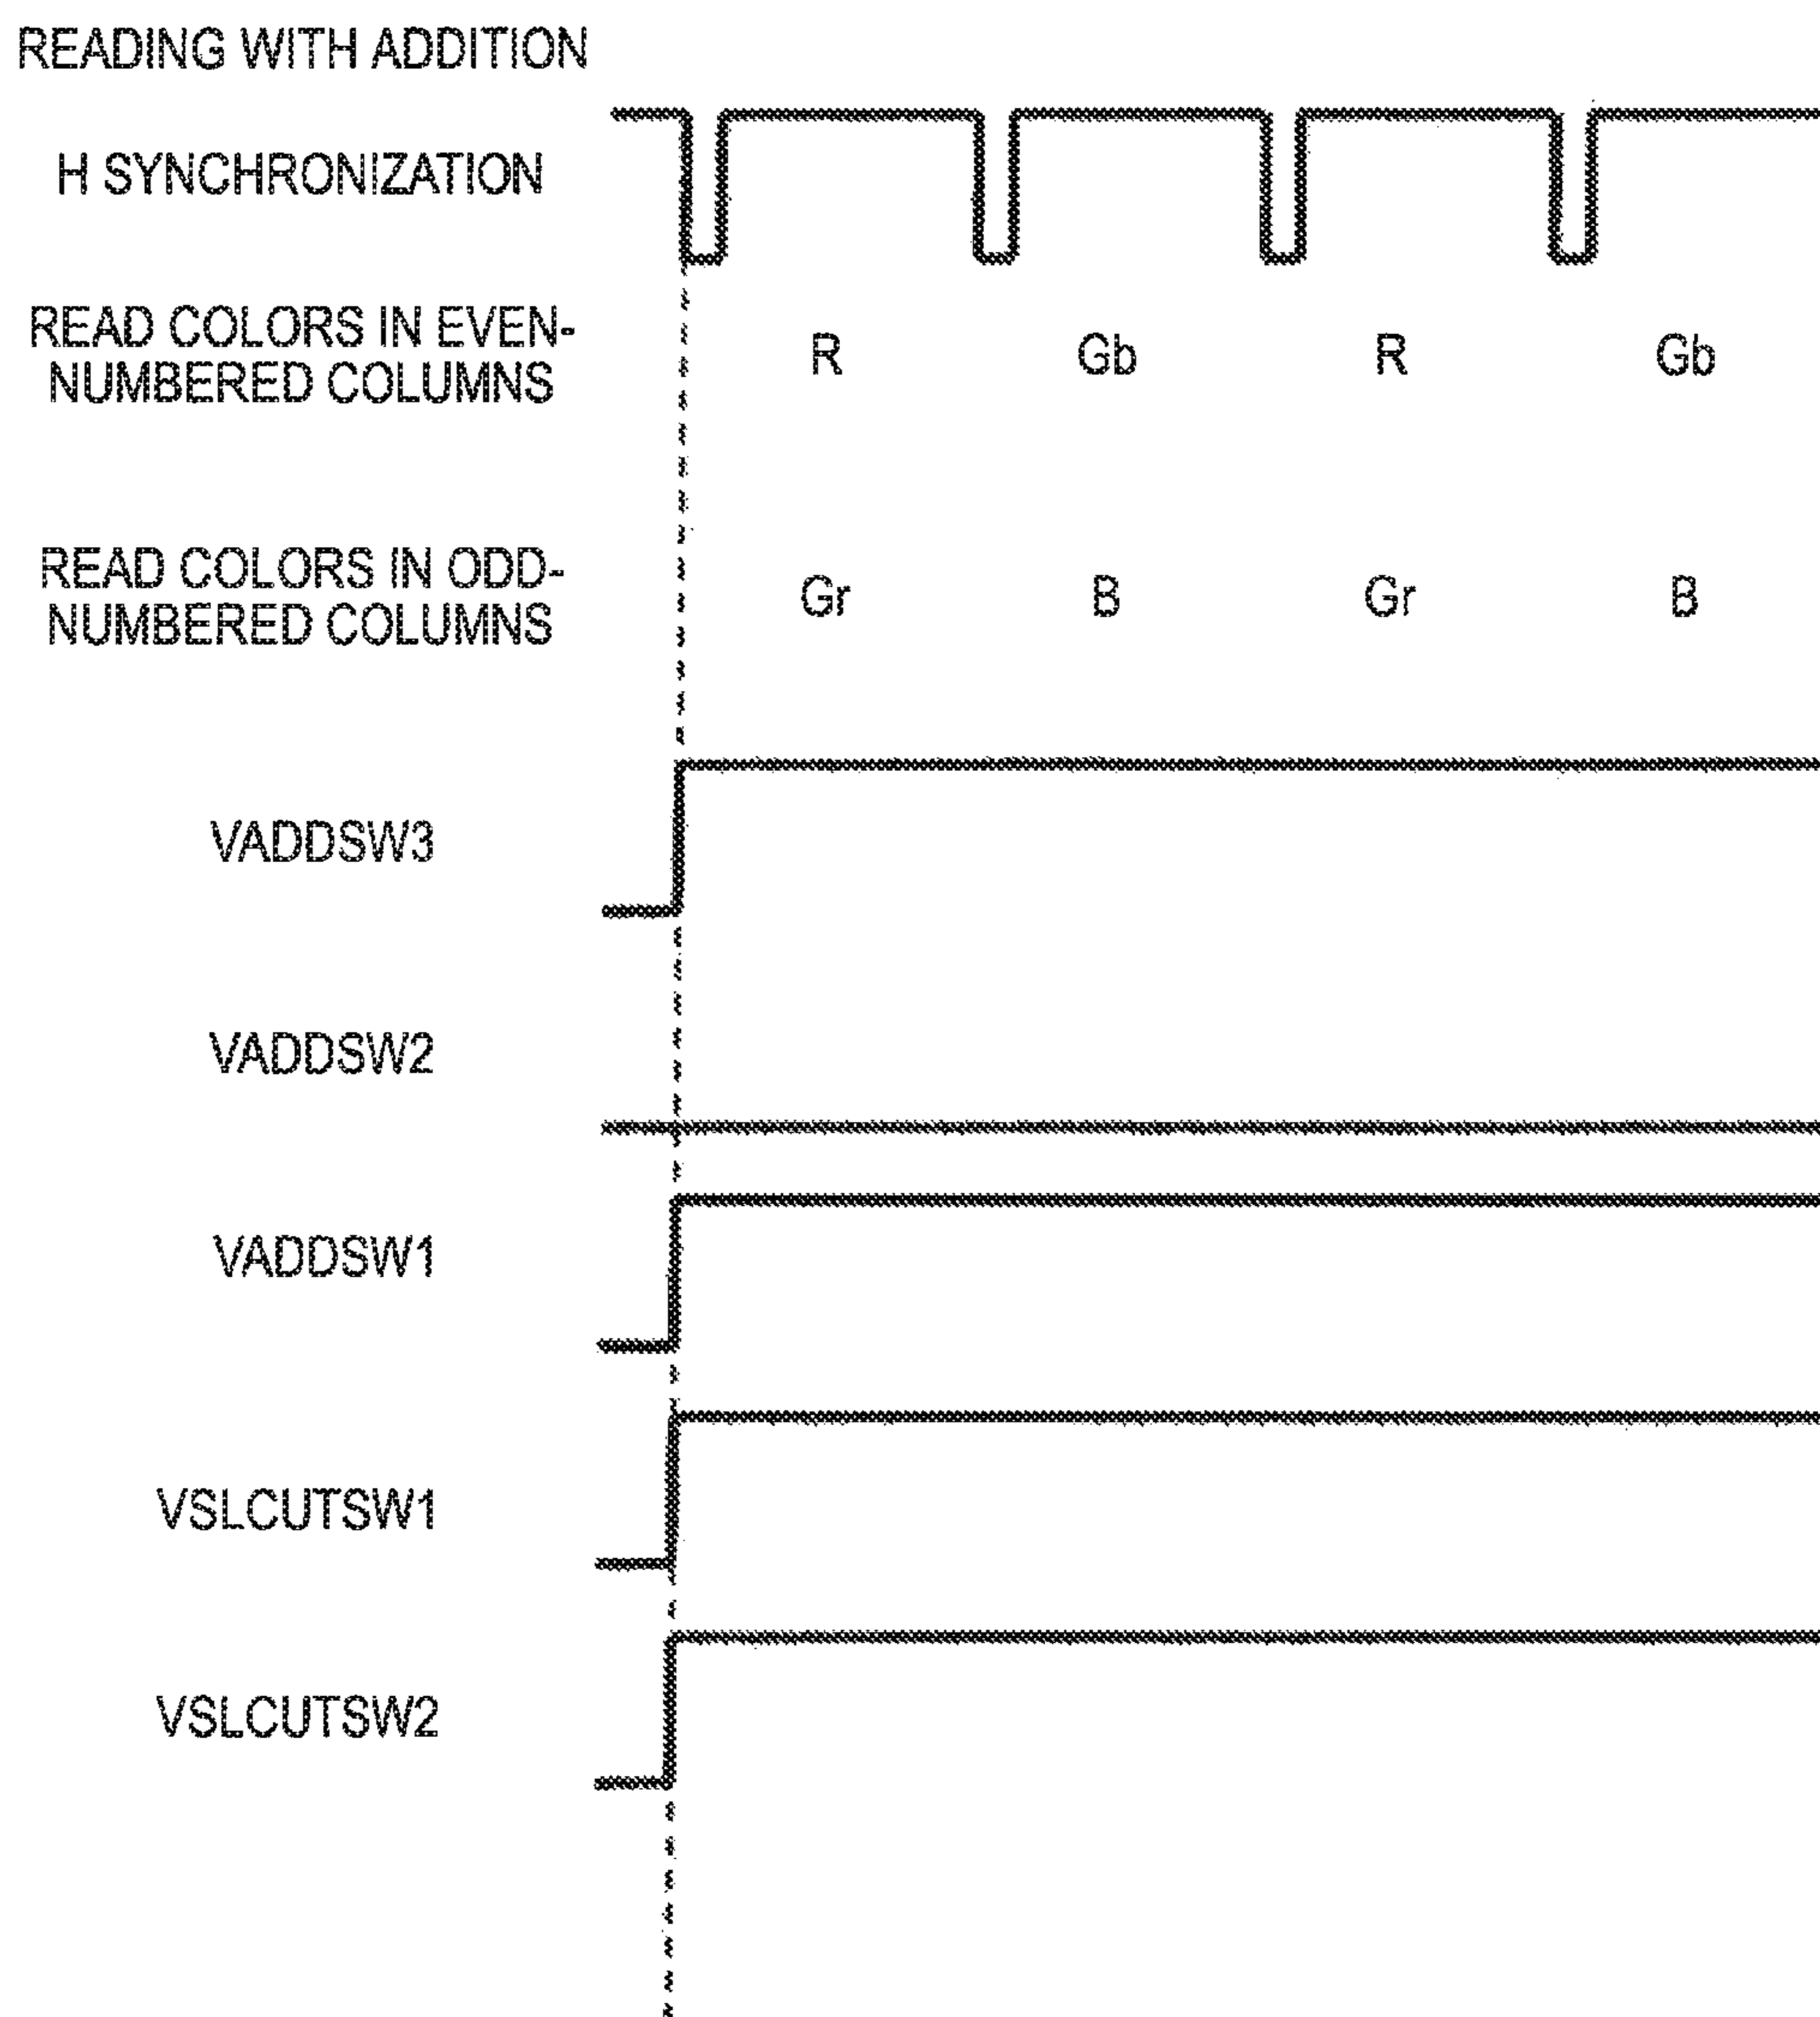 READING WITH ADDITION
H SYNCHRONIZATION
READ COLORS IN EVEN-
NUMBERED COLUMNS
R Gb R Gb
READ COLORS IN ODD-
NUMBERED COLUMNS
Gr B Gr B
VADDSW3
VADDSW2
VADDSW1
VSLCUTSW1
VSLCUTSW2